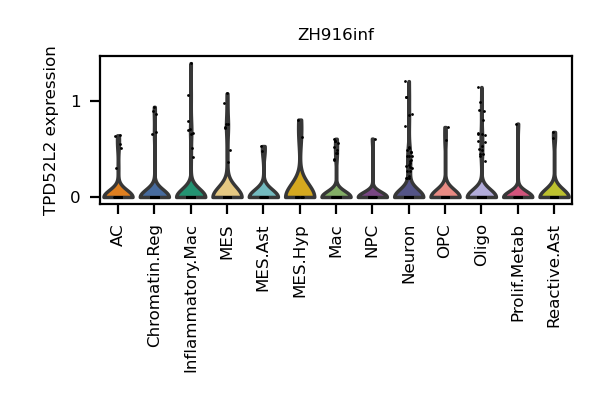 ZH916inf
TPD52L2 expression
1
0
AC
Chromatin.Reg
Inflammatory.Mac
MES
MES.Ast
MES.Hyp
Mac
NPC
Neuron
OPC
Oligo
Prolif.Metab
Reactive.Ast